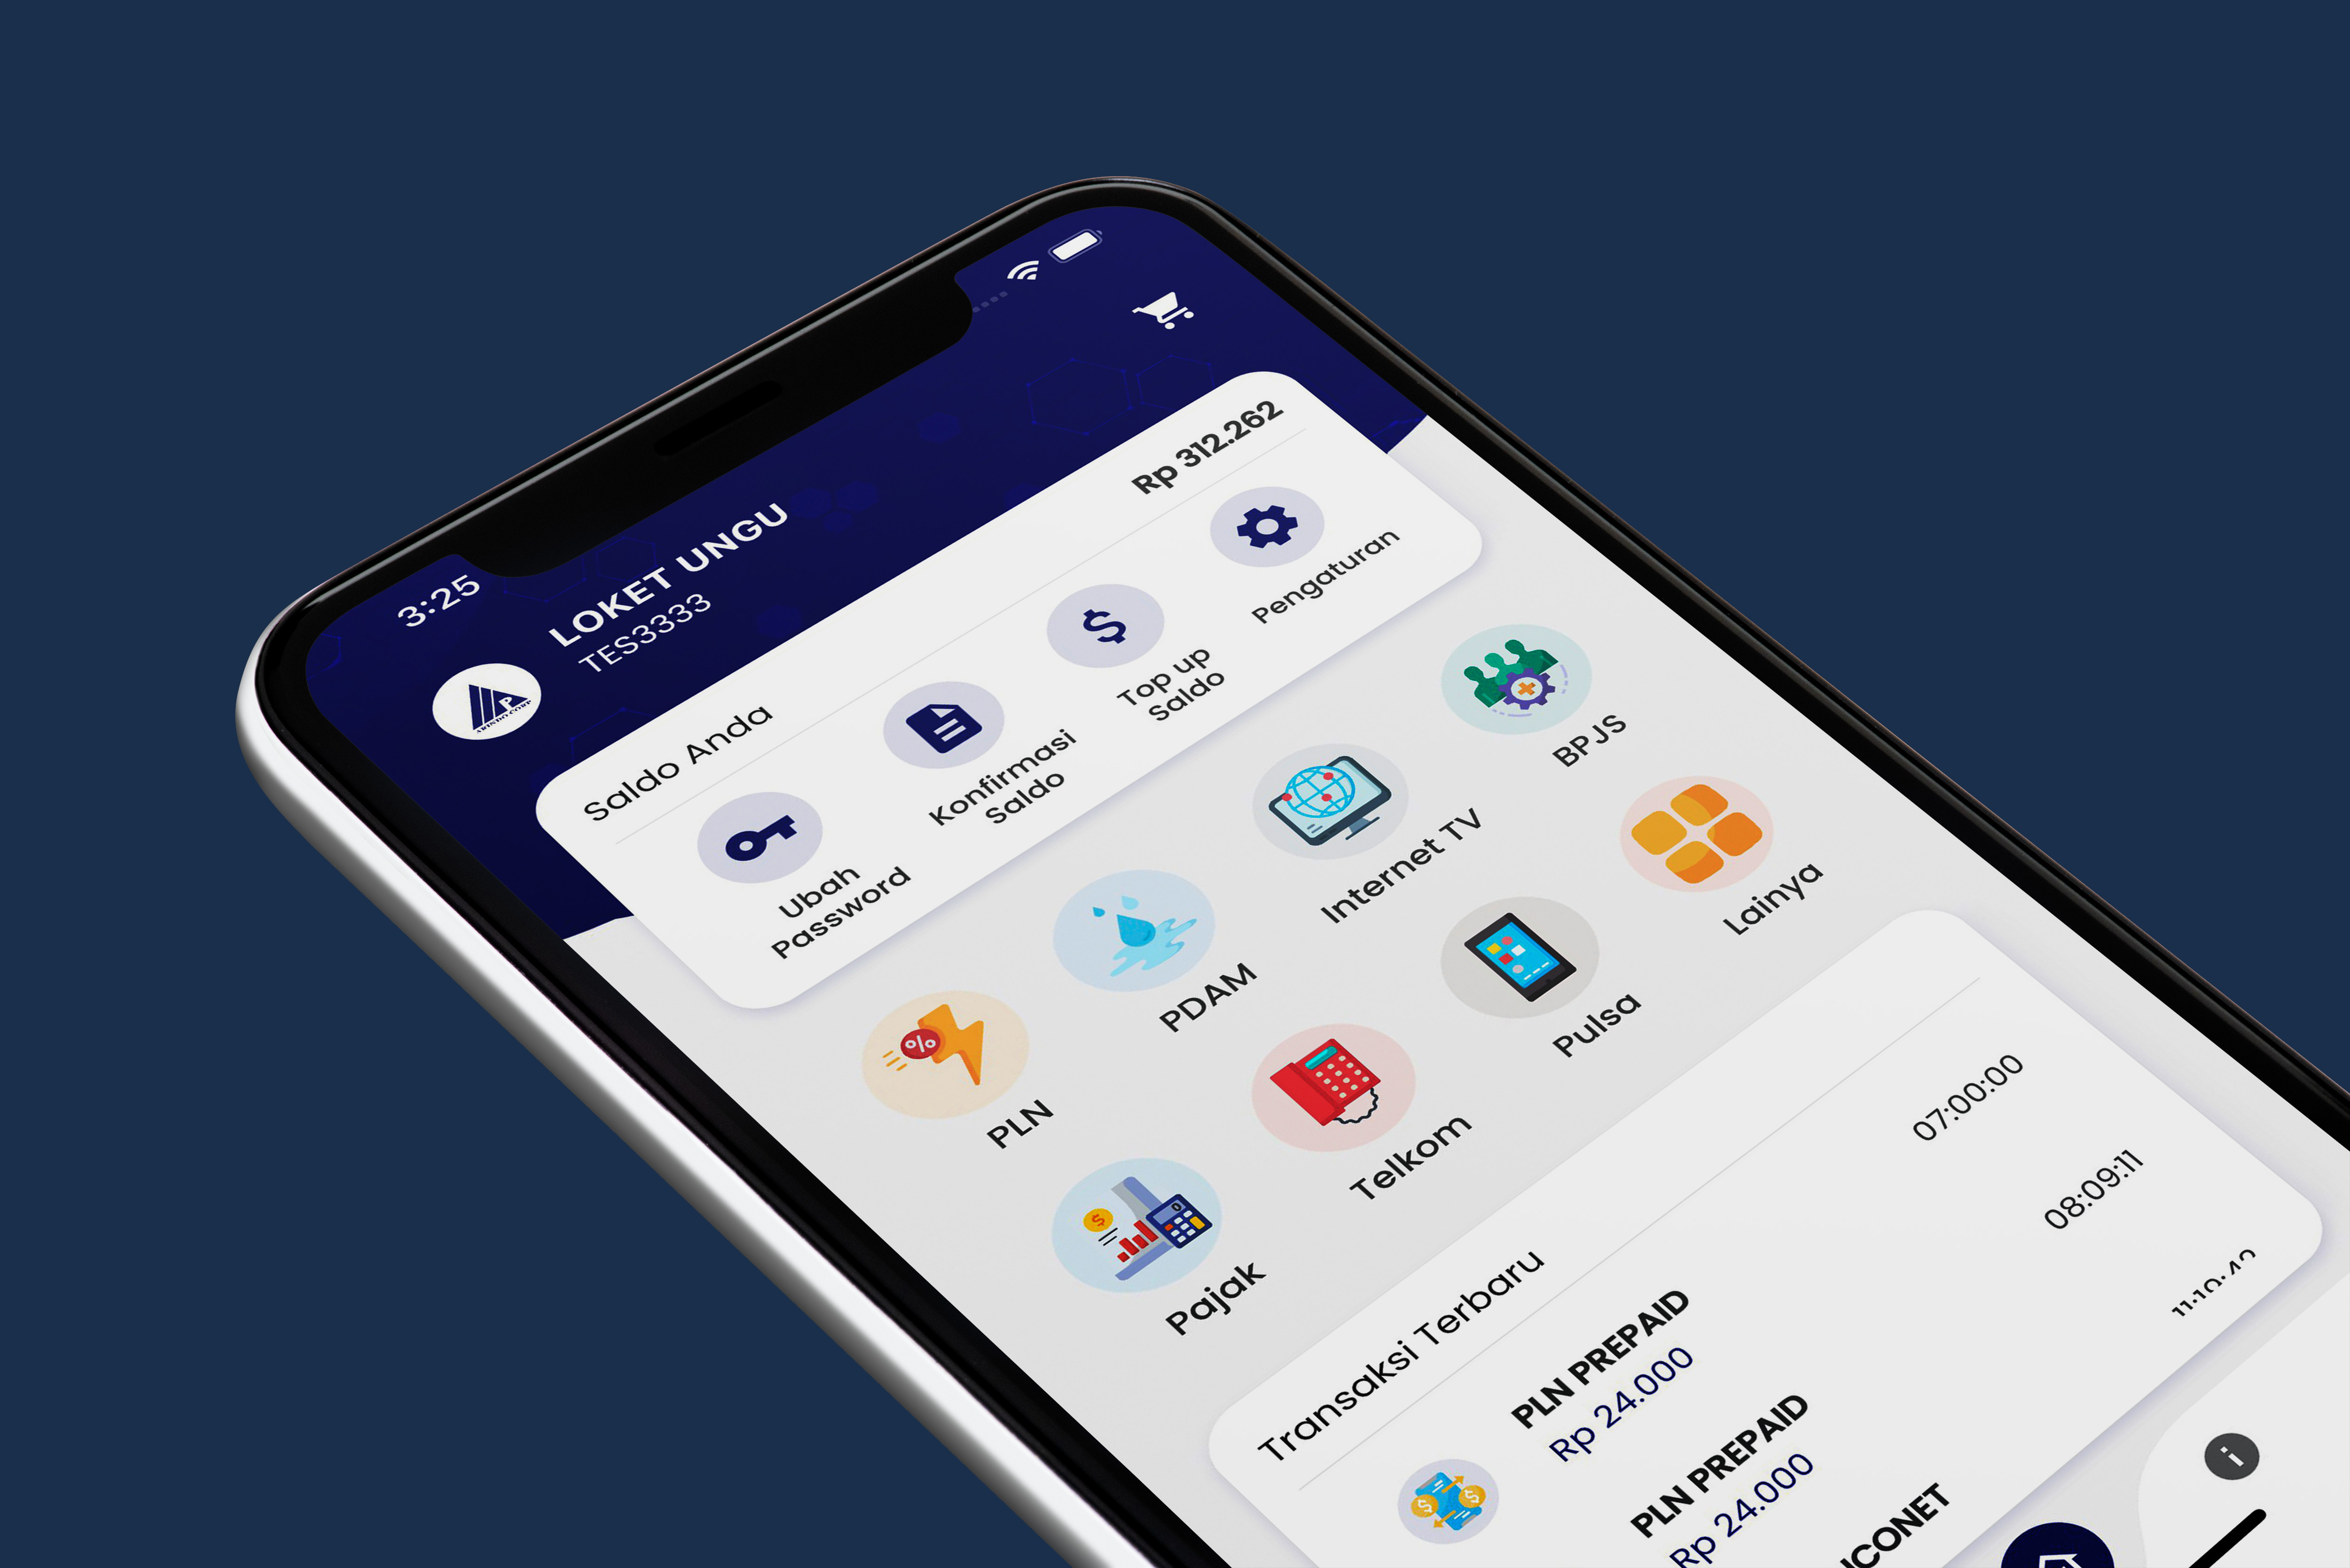 3:25
LOKET UNGU
TES3333
Saldo Anda
Rp 312.262
Ubah
Password
Konfirmasi
Saldo
Top up
Saldo
Pengaturan
PLN
PDAM
Internet TV
BPJS
Pajak
Telkom
Pulsa
Lainya
Transaksi Terbaru
PLN PREPAID
07:00:00
Rp 24.000
PLN PREPAID
08:09:11
Rp 24.000
ICONET